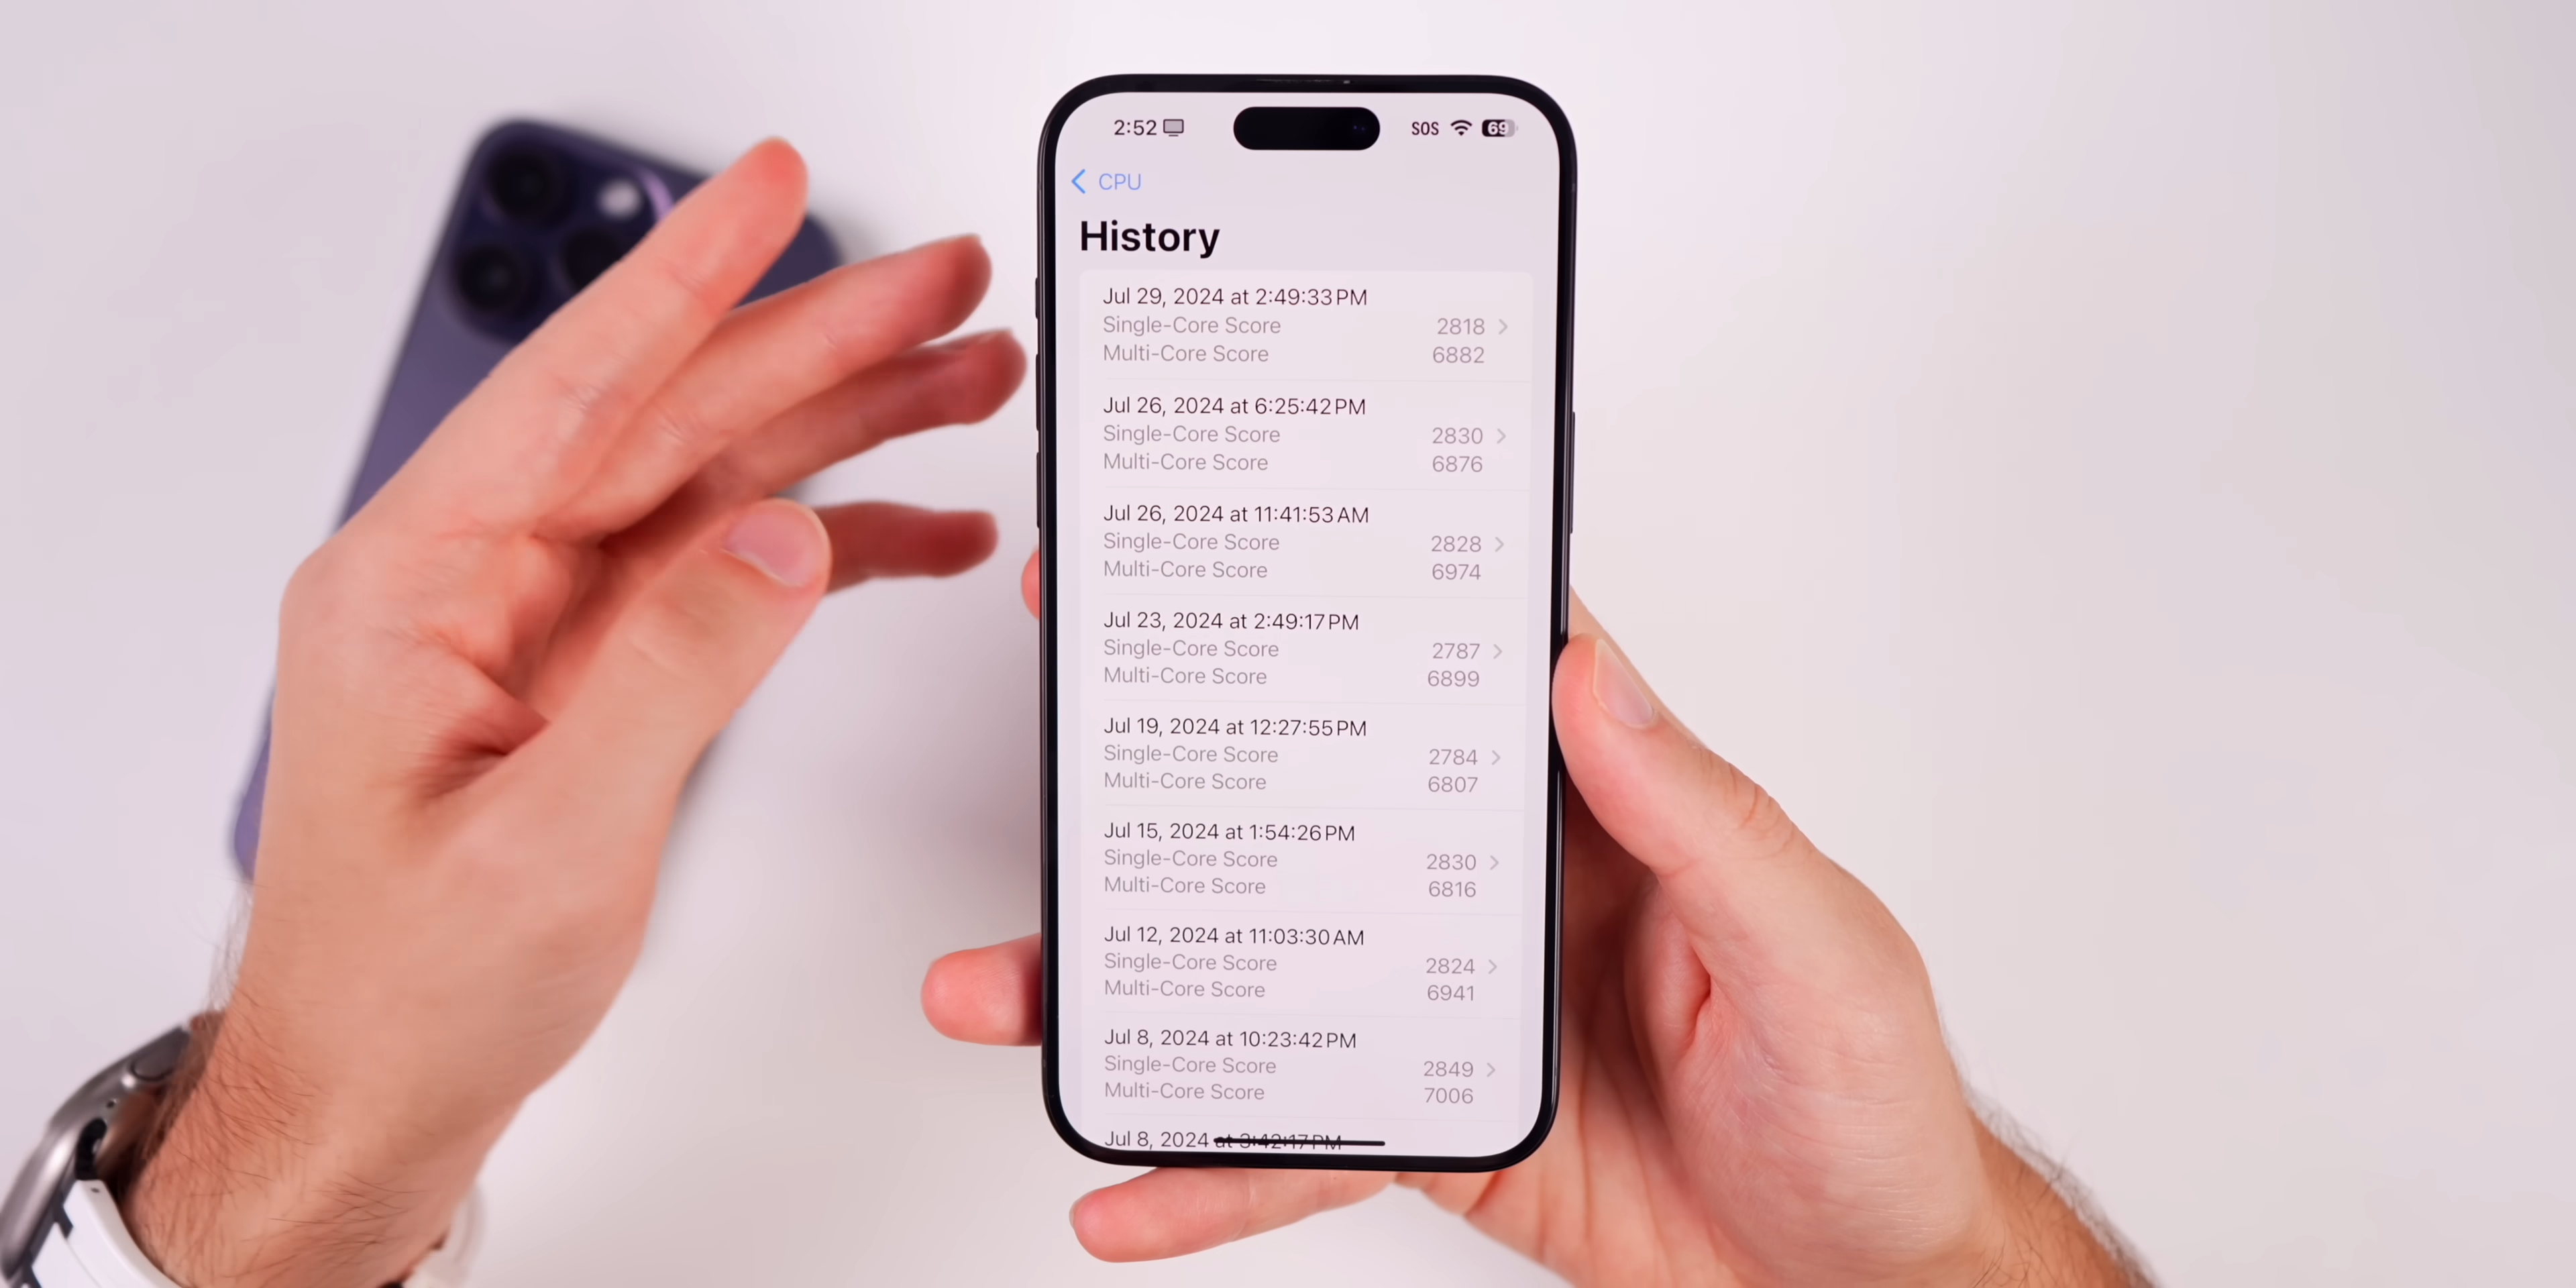 2:52 SOS 69
CPU
History
Jul 29, 2024 at 2:49:33 PM
Single-Core Score 2818
Multi-Core Score 6882
Jul 26, 2024 at 6:25:42 PM
Single-Core Score 2830
Multi-Core Score 6876
Jul 26, 2024 at 11:41:53 AM
Single-Core Score 2828
Multi-Core Score 6974
Jul 23, 2024 at 2:49:17 PM
Single-Core Score 2787
Multi-Core Score 6899
Jul 19, 2024 at 12:27:55 PM
Single-Core Score 2784
Multi-Core Score 6807
Jul 15, 2024 at 1:54:26 PM
Single-Core Score 2830
Multi-Core Score 6816
Jul 12, 2024 at 11:03:30 AM
Single-Core Score 2824
Multi-Core Score 6941
Jul 8, 2024 at 10:23:42 PM
Single-Core Score 2849
Multi-Core Score 7006
Jul 8, 2024 at 3:42:17 PM